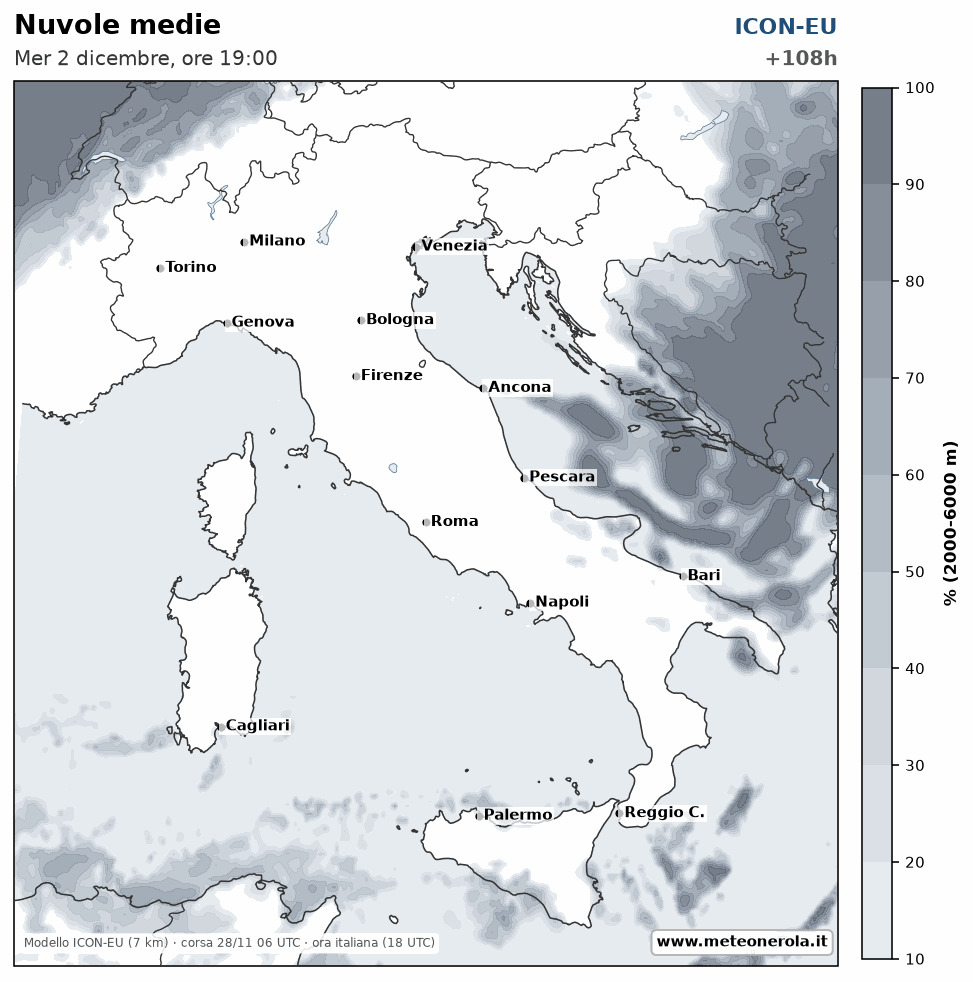 Nuvole medie
ICON-EU
Mer 2 dicembre, ore 19:00
+108h
100
90
80
70
60
50
40
30
20
10
% (2000-6000 m)
Milano
Venezia
Torino
Genova
Bologna
Firenze
Ancona
Pescara
Roma
Bari
Napoli
Cagliari
Palermo
Reggio C.
Modello ICON-EU (7 km) · corsa 28/11 06 UTC · ora italiana (18 UTC)
www.meteonerola.it